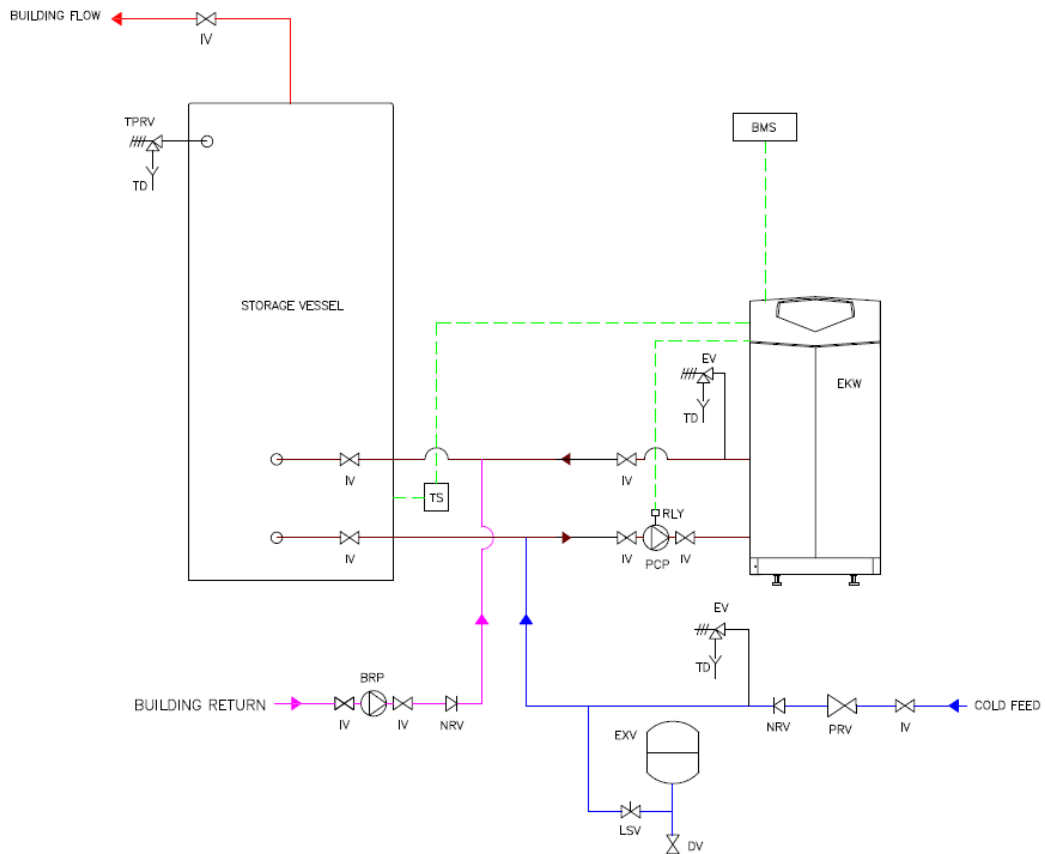 BUILDING FLOW
IV
TPRV
TD
BMS
STORAGE VESSEL
EV
TD
EKW
IV
IV
TS
RLY
IV
IV
PCP
IV
EV
TD
BRP
BUILDING RETURN
IV
IV
NRV
COLD FEED
NRV
PRV
IV
EXV
LSV
DV